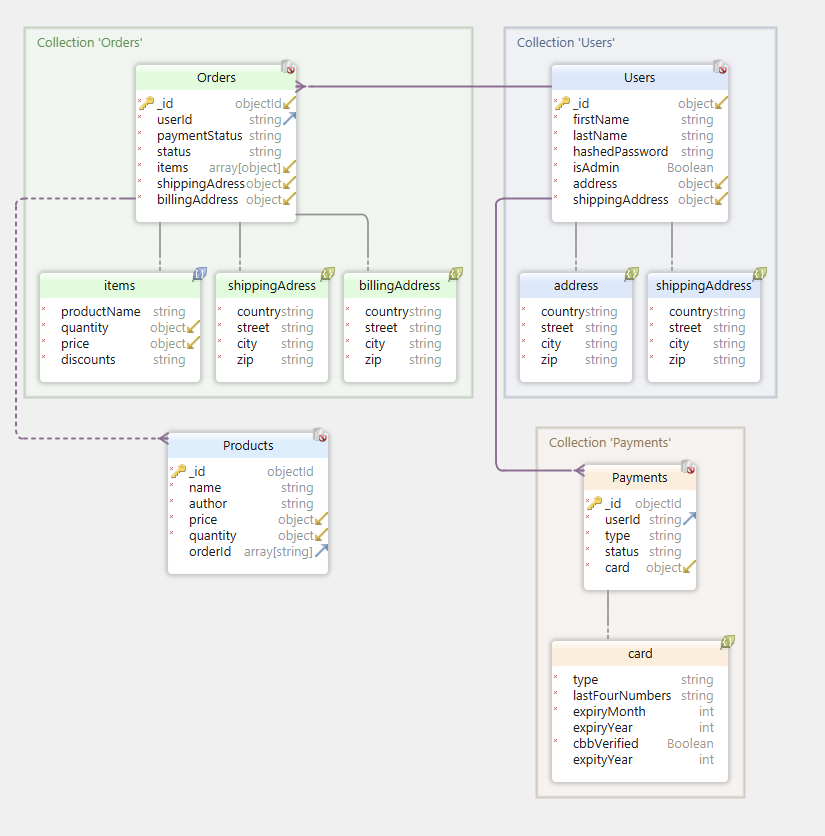 Collection 'Orders'
Orders
_id objectId
userId string
paymentStatus string
status string
items array[object]
shippingAdress object
billingAddress object
items
productName string
quantity object
price object
discounts string
shippingAdress
country string
street string
city string
zip string
billingAddress
country string
street string
city string
zip string
Collection 'Users'
Users
_id object
firstName string
lastName string
hashedPassword string
isAdmin Boolean
address object
shippingAddress object
address
country string
street string
city string
zip string
shippingAddress
country string
street string
city string
zip string
Products
_id objectId
name string
author string
price object
quantity object
orderId array[string]
Collection 'Payments'
Payments
_id objectId
userId string
type string
status string
card object
card
type string
lastFourNumbers string
expiryMonth int
expiryYear int
cbbVerified Boolean
expityYear int